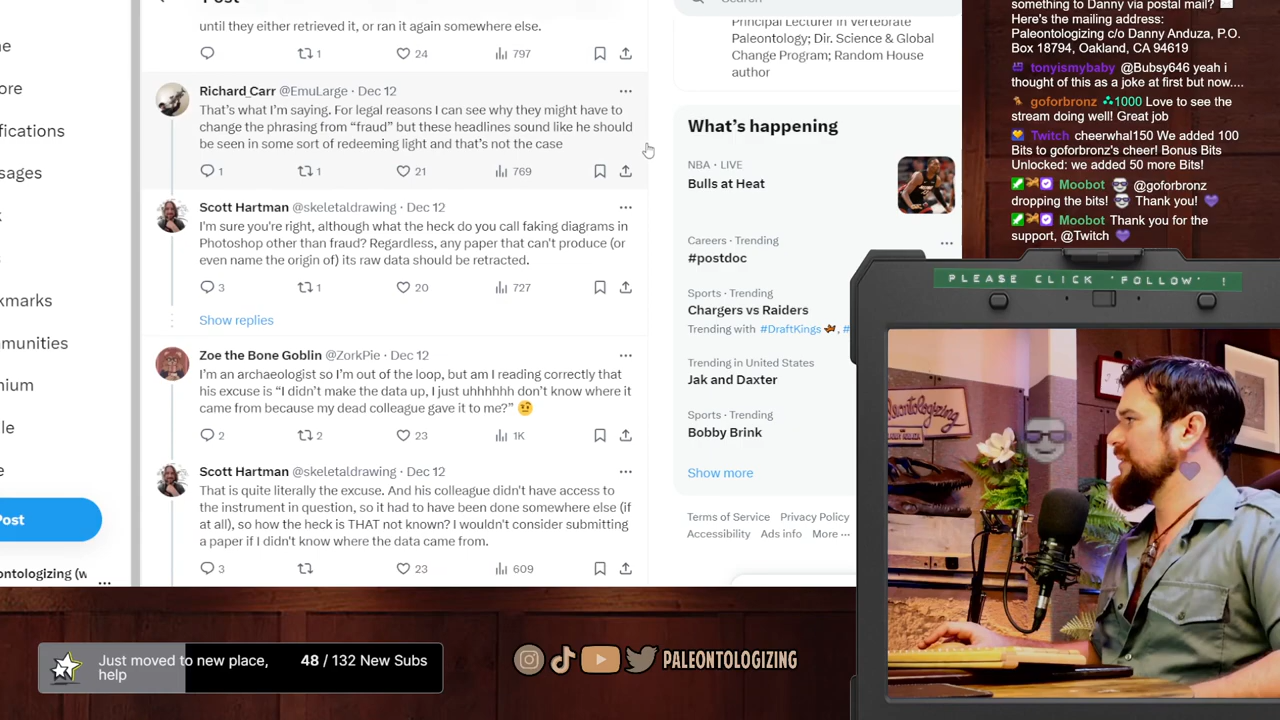 until they either retrieved it, or ran it again somewhere else.
1 24 797
Richard Carr @EmuLarge · Dec 12
That's what I'm saying. For legal reasons I can see why they might have to
change the phrasing from “fraud” but these headlines sound like he should
be seen in some sort of redeeming light and that's not the case
1 1 21 769
Scott Hartman @skeletaldrawing · Dec 12
I'm sure you're right, although what the heck do you call faking diagrams in
Photoshop other than fraud? Regardless, any paper that can't produce (or
even name the origin of) its raw data should be retracted.
3 1 20 727
Show replies
Zoe the Bone Goblin @ZorkPie · Dec 12
I'm an archaeologist so I'm out of the loop, but am I reading correctly that
his excuse is “I didn't make the data up, I just uhhhhhh don't know where it
came from because my dead colleague gave it to me?” 🤨
2 2 23 1K
Scott Hartman @skeletaldrawing · Dec 12
That is quite literally the excuse. And his colleague didn't have access to
the instrument in question, so it had to have been done somewhere else (if
at all), so how the heck is THAT not known? I wouldn't consider submitting
a paper if I didn't know where the data came from.
3 23 609
Post
ontologizing (w
Principal Lecturer in Vertebrate
Paleontology; Dir. Science & Global
Change Program; Random House
author
What's happening
NBA · LIVE
Bulls at Heat
Careers · Trending
#postdoc
Sports · Trending
Chargers vs Raiders
Trending with #DraftKings
Trending in United States
Jak and Daxter
Sports · Trending
Bobby Brink
Show more
Terms of Service Privacy Policy
Accessibility Ads info More ···
something to Danny via postal mail?
Here's the mailing address:
Paleontologizing c/o Danny Anduza, P.O.
Box 18794, Oakland, CA 94619
tonyismybaby @Bubsy646 yeah i
thought of this as a joke at first but now....
goforbronz 1000 Love to see the
stream doing well! Great job
Twitch cheerwhal150 We added 100
Bits to goforbronz's cheer! Bonus Bits
Unlocked: we added 50 more Bits!
Moobot @goforbronz
dropping the bits! Thank you! 💜
Moobot Thank you for the
support, @Twitch 💜
PLEASE CLICK 'FOLLOW' !
Just moved to new place,
help
48 / 132 New Subs
PALEONTOLOGIZING